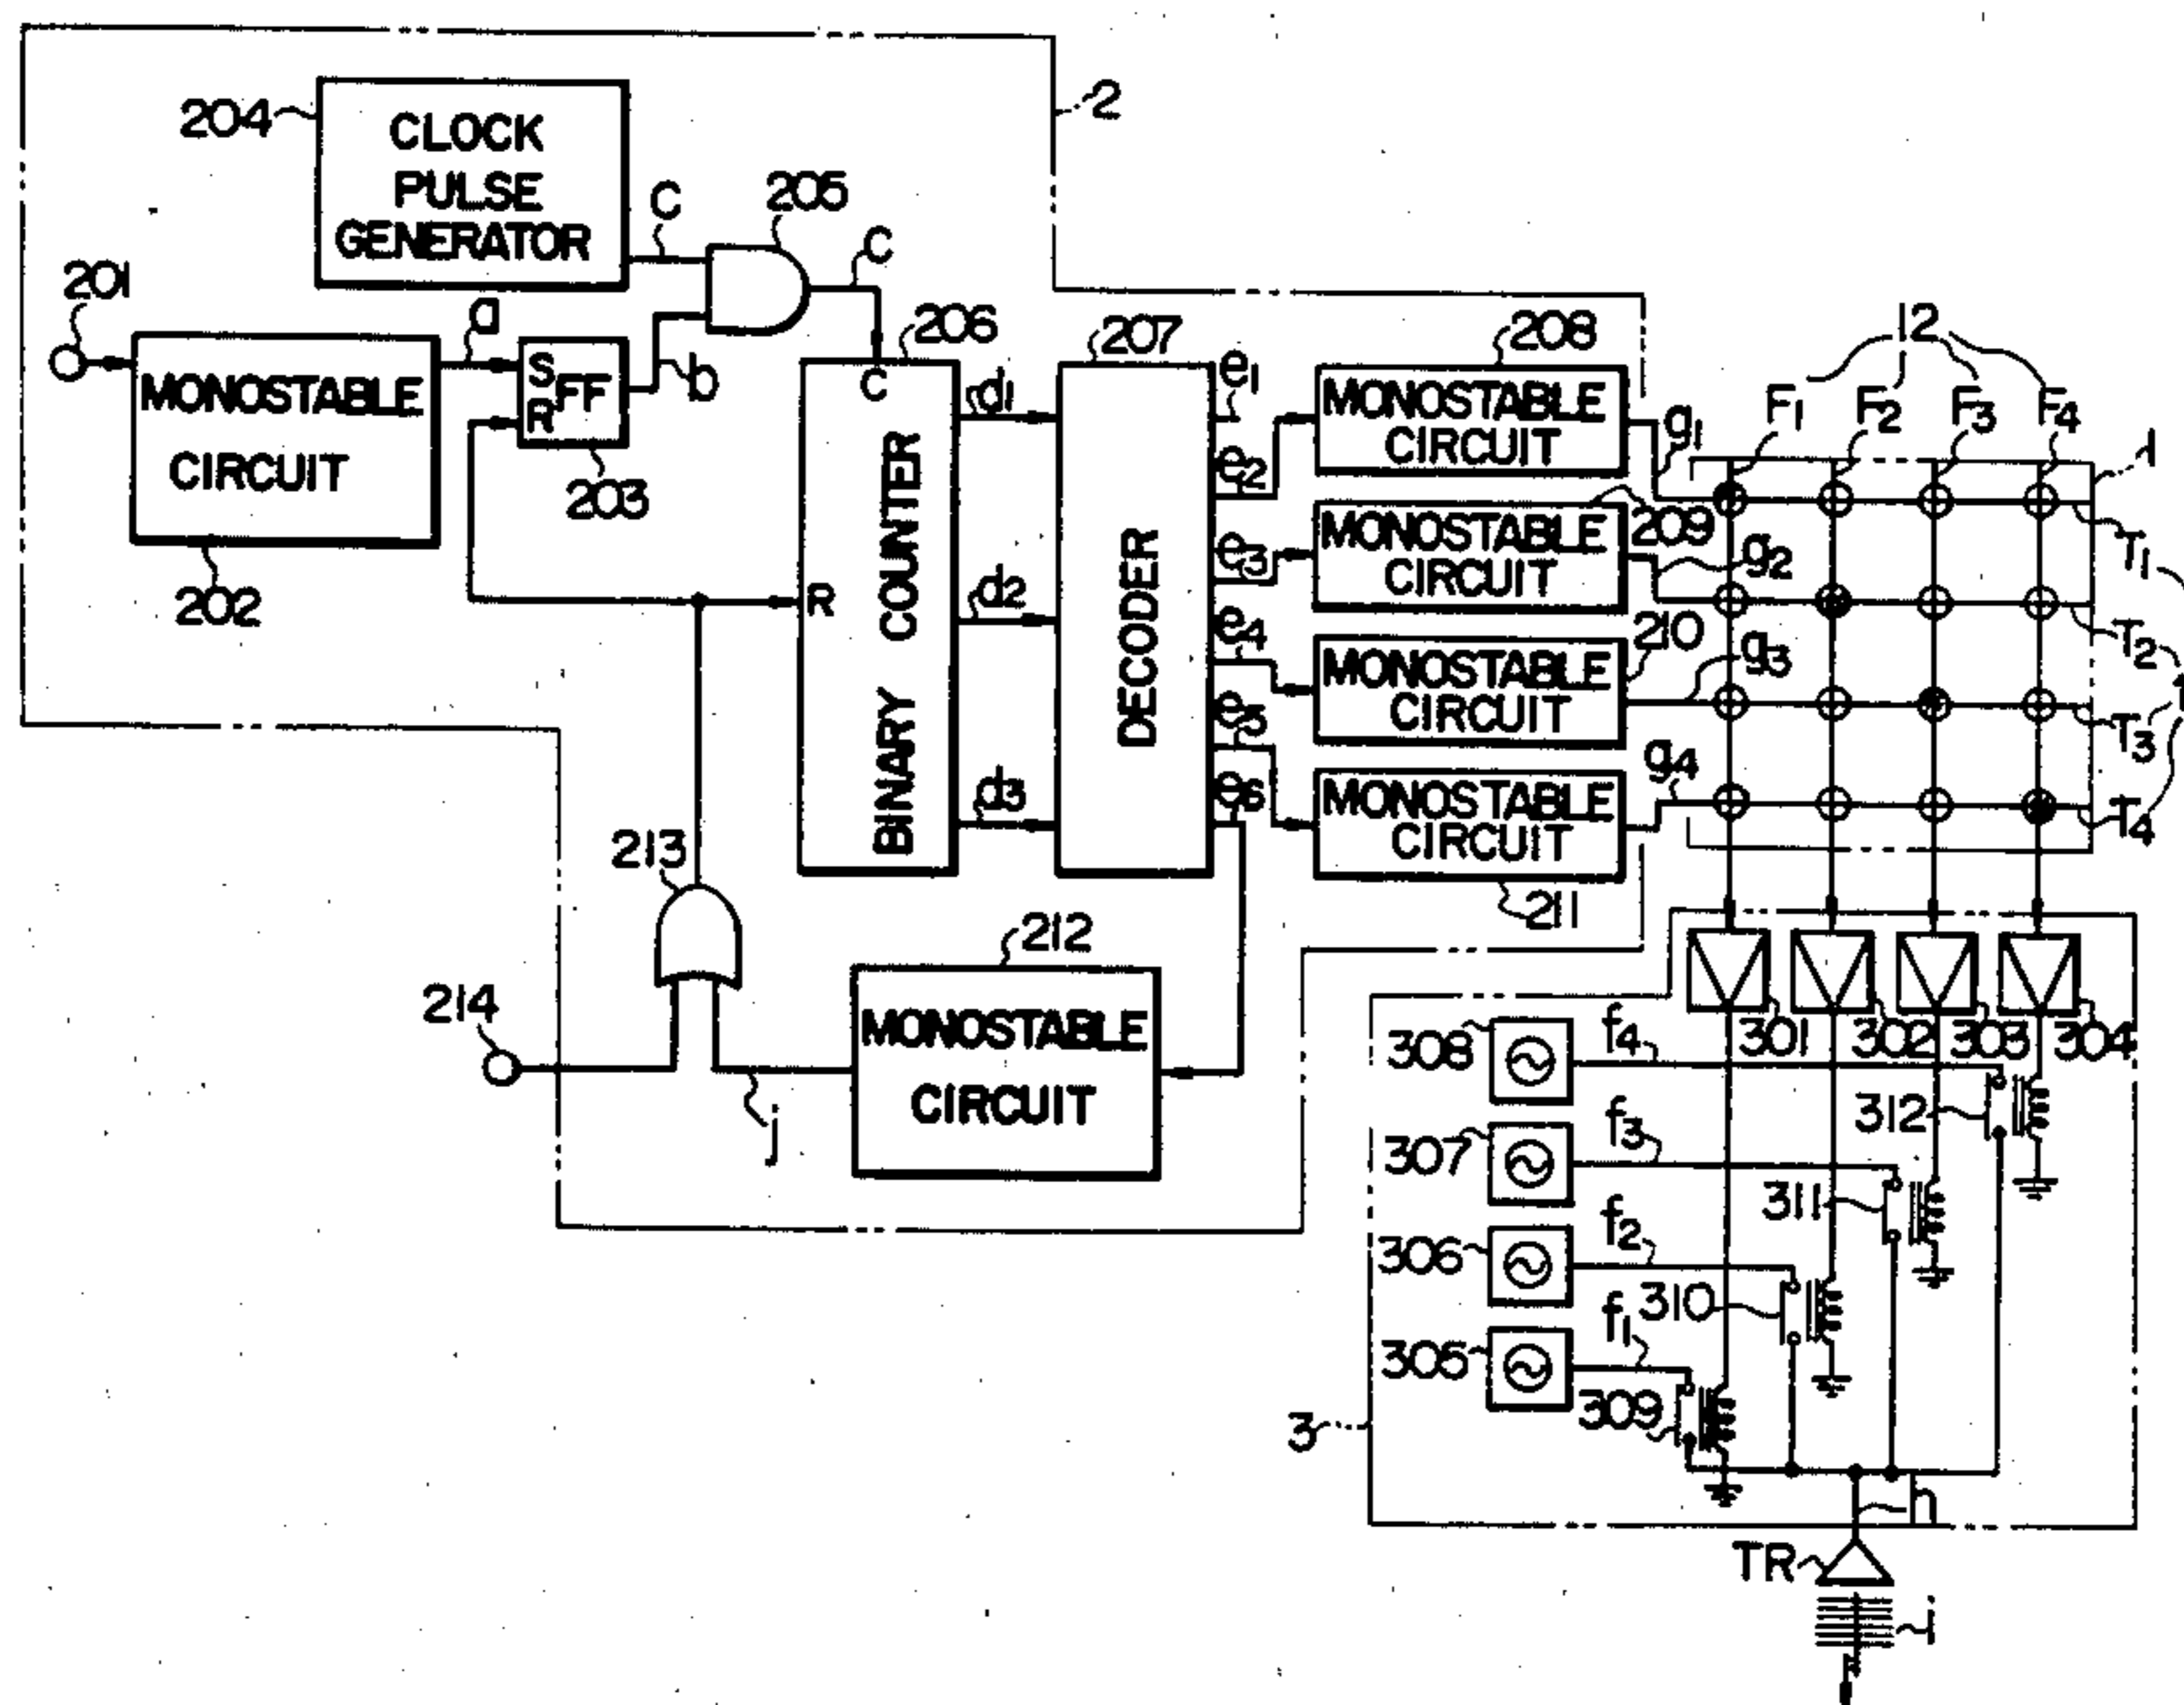 2
204
CLOCK
PULSE
GENERATOR
C
205
C
201
a
MONOSTABLE
CIRCUIT
202
S
R
FF
203
b
206
C
R
BINARY COUNTER
d1
d2
d3
207
DECODER
e1
e2
e3
e4
e5
e6
208
MONOSTABLE
CIRCUIT
g1
209
MONOSTABLE
CIRCUIT
g2
210
MONOSTABLE
CIRCUIT
g3
MONOSTABLE
CIRCUIT
g4
211
12
F1
F2
F3
F4
1
T1
T2
T3
T4
213
214
212
MONOSTABLE
CIRCUIT
j
301
302
303
304
308
f4
312
307
f3
311
306
f2
310
305
f1
309
3
h
TR
i